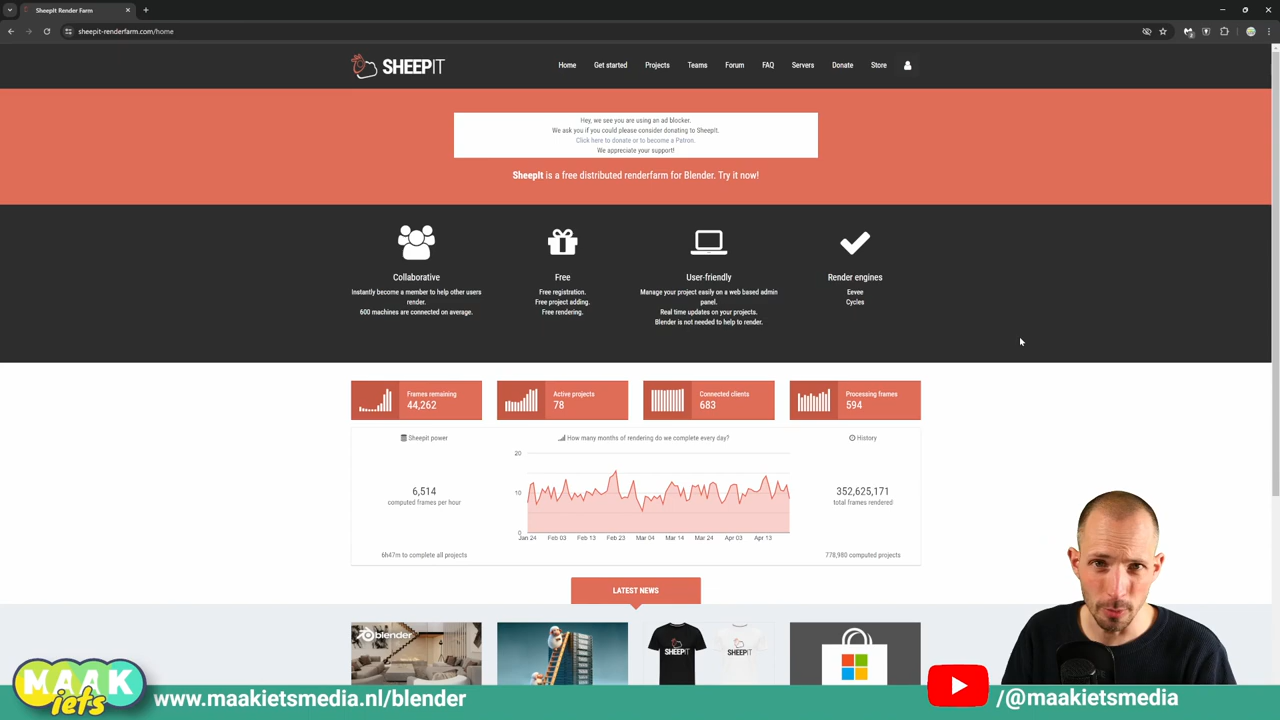 SheepIt Render Farm
sheepit-renderfarm.com/home
SHEEPIT
Home
Get started
Projects
Teams
Forum
FAQ
Servers
Donate
Store
Hey, we see you are using an ad blocker.
We ask you if you could please consider donating to SheepIt.
Click here to donate or to become a Patron.
We appreciate your support!
SheepIt is a free distributed renderfarm for Blender. Try it now!
Collaborative
Instantly become a member to help other users
render.
600 machines are connected on average.
Free
Free registration.
Free project adding.
Free rendering.
User-friendly
Manage your project easily on a web based admin
panel.
Real time updates on your projects.
Blender is not needed to help to render.
Render engines
Eevee
Cycles
Frames remaining
44,262
Active projects
78
Connected clients
683
Processing frames
594
Sheepit power
6,514
computed frames per hour
6h47m to complete all projects
How many months of rendering do we complete every day?
20
10
0
Jan 24
Feb 03
Feb 13
Feb 23
Mar 04
Mar 14
Mar 24
Apr 03
Apr 13
History
352,625,171
total frames rendered
778,980 computed projects
LATEST NEWS
blender
SHEEPIT
SHEEPIT
MAAK
iets
www.maakietsmedia.nl/blender
/@maakietsmedia